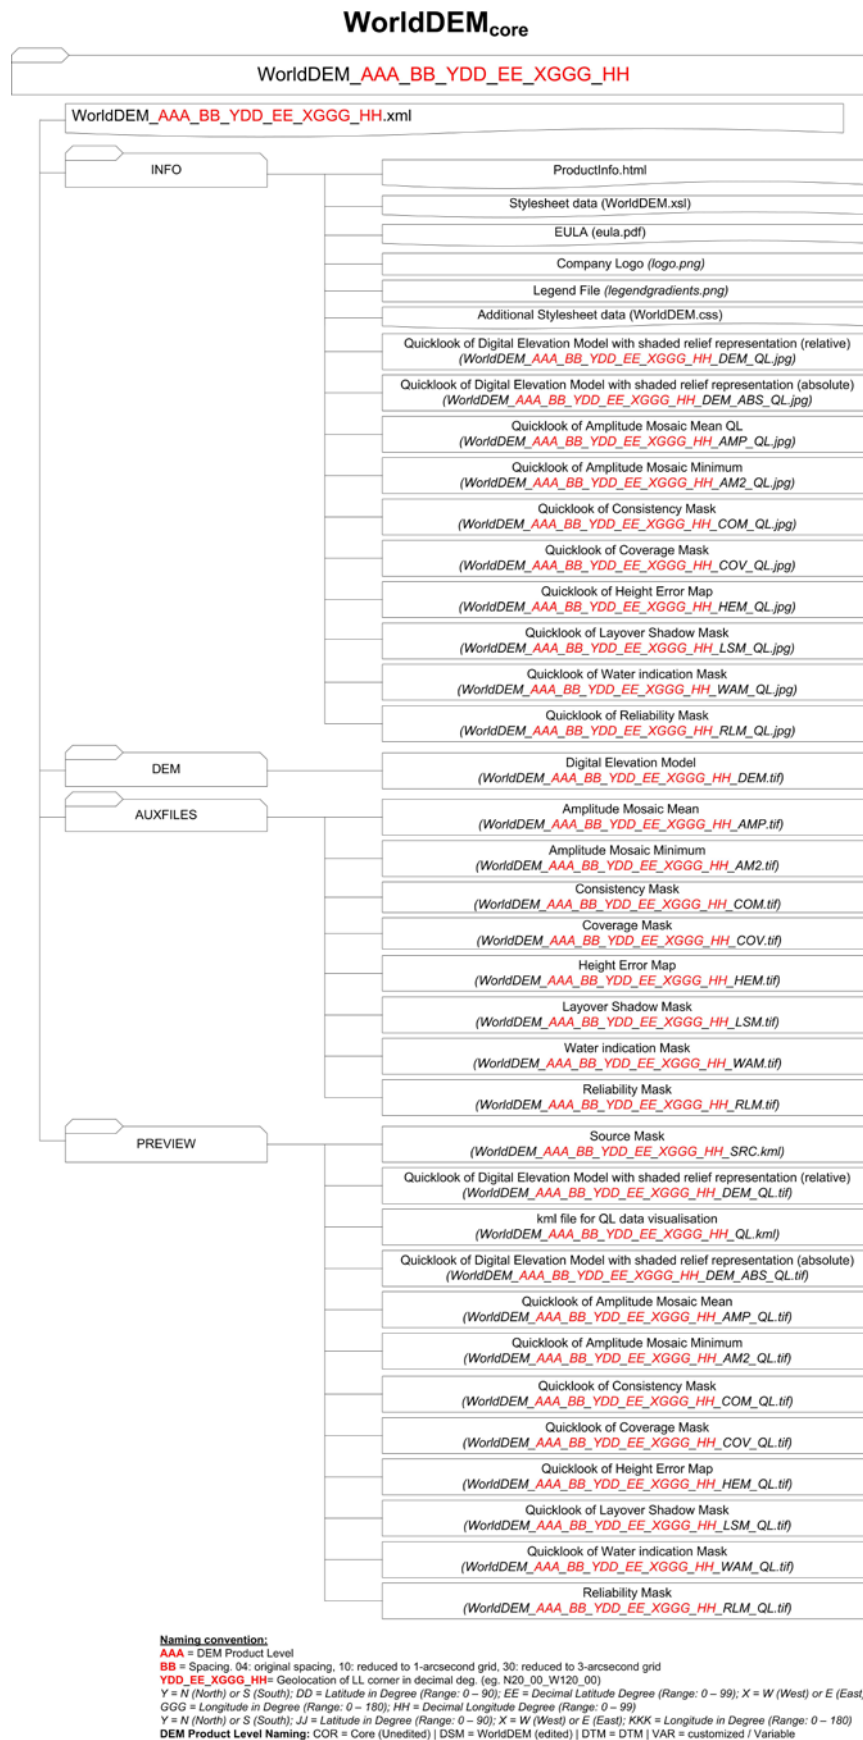 WorldDEMcore
WorldDEM_AAA_BB_YDD_EE_XGGG_HH
WorldDEM_AAA_BB_YDD_EE_XGGG_HH.xml
INFO
ProductInfo.html
Stylesheet data (WorldDEM.xsl)
EULA (eula.pdf)
Company Logo (logo.png)
Legend File (legendgradients.png)
Additional Stylesheet data (WorldDEM.css)
Quicklook of Digital Elevation Model with shaded relief representation (relative)
(WorldDEM_AAA_BB_YDD_EE_XGGG_HH_DEM_QL.jpg)
Quicklook of Digital Elevation Model with shaded relief representation (absolute)
(WorldDEM_AAA_BB_YDD_EE_XGGG_HH_DEM_ABS_QL.jpg)
Quicklook of Amplitude Mosaic Mean QL
(WorldDEM_AAA_BB_YDD_EE_XGGG_HH_AMP_QL.jpg)
Quicklook of Amplitude Mosaic Minimum
(WorldDEM_AAA_BB_YDD_EE_XGGG_HH_AM2_QL.jpg)
Quicklook of Consistency Mask
(WorldDEM_AAA_BB_YDD_EE_XGGG_HH_COM_QL.jpg)
Quicklook of Coverage Mask
(WorldDEM_AAA_BB_YDD_EE_XGGG_HH_COV_QL.jpg)
Quicklook of Height Error Map
(WorldDEM_AAA_BB_YDD_EE_XGGG_HH_HEM_QL.jpg)
Quicklook of Layover Shadow Mask
(WorldDEM_AAA_BB_YDD_EE_XGGG_HH_LSM_QL.jpg)
Quicklook of Water indication Mask
(WorldDEM_AAA_BB_YDD_EE_XGGG_HH_WAM_QL.jpg)
Quicklook of Reliability Mask
(WorldDEM_AAA_BB_YDD_EE_XGGG_HH_RLM_QL.jpg)
DEM
Digital Elevation Model
(WorldDEM_AAA_BB_YDD_EE_XGGG_HH_DEM.tif)
AUXFILES
Amplitude Mosaic Mean
(WorldDEM_AAA_BB_YDD_EE_XGGG_HH_AMP.tif)
Amplitude Mosaic Minimum
(WorldDEM_AAA_BB_YDD_EE_XGGG_HH_AM2.tif)
Consistency Mask
(WorldDEM_AAA_BB_YDD_EE_XGGG_HH_COM.tif)
Coverage Mask
(WorldDEM_AAA_BB_YDD_EE_XGGG_HH_COV.tif)
Height Error Map
(WorldDEM_AAA_BB_YDD_EE_XGGG_HH_HEM.tif)
Layover Shadow Mask
(WorldDEM_AAA_BB_YDD_EE_XGGG_HH_LSM.tif)
Water indication Mask
(WorldDEM_AAA_BB_YDD_EE_XGGG_HH_WAM.tif)
Reliability Mask
(WorldDEM_AAA_BB_YDD_EE_XGGG_HH_RLM.tif)
PREVIEW
Source Mask
(WorldDEM_AAA_BB_YDD_EE_XGGG_HH_SRC.kml)
Quicklook of Digital Elevation Model with shaded relief representation (relative)
(WorldDEM_AAA_BB_YDD_EE_XGGG_HH_DEM_QL.tif)
kml file for QL data visualisation
(WorldDEM_AAA_BB_YDD_EE_XGGG_HH_QL.kml)
Quicklook of Digital Elevation Model with shaded relief representation (absolute)
(WorldDEM_AAA_BB_YDD_EE_XGGG_HH_DEM_ABS_QL.tif)
Quicklook of Amplitude Mosaic Mean
(WorldDEM_AAA_BB_YDD_EE_XGGG_HH_AMP_QL.tif)
Quicklook of Amplitude Mosaic Minimum
(WorldDEM_AAA_BB_YDD_EE_XGGG_HH_AM2_QL.tif)
Quicklook of Consistency Mask
(WorldDEM_AAA_BB_YDD_EE_XGGG_HH_COM_QL.tif)
Quicklook of Coverage Mask
(WorldDEM_AAA_BB_YDD_EE_XGGG_HH_COV_QL.tif)
Quicklook of Height Error Map
(WorldDEM_AAA_BB_YDD_EE_XGGG_HH_HEM_QL.tif)
Quicklook of Layover Shadow Mask
(WorldDEM_AAA_BB_YDD_EE_XGGG_HH_LSM_QL.tif)
Quicklook of Water indication Mask
(WorldDEM_AAA_BB_YDD_EE_XGGG_HH_WAM_QL.tif)
Reliability Mask
(WorldDEM_AAA_BB_YDD_EE_XGGG_HH_RLM_QL.tif)
Naming convention:
AAA = DEM Product Level
BB = Spacing. 04: original spacing, 10: reduced to 1-arcsecond grid, 30: reduced to 3-arcsecond grid
YDD_EE_XGGG_HH= Geolocation of LL corner in decimal deg. (eg. N20_00_W120_00)
Y = N (North) or S (South); DD = Latitude in Degree (Range: 0 – 90); EE = Decimal Latitude Degree (Range: 0 – 99); X = W (West) or E (East
GGG = Longitude in Degree (Range: 0 – 180); HH = Decimal Longitude Degree (Range: 0 – 99)
Y = N (North) or S (South); JJ = Latitude in Degree (Range: 0 – 90); X = W (West) or E (East); KKK = Longitude in Degree (Range: 0 – 180)
DEM Product Level Naming: COR = Core (Unedited) | DSM = WorldDEM (edited) | DTM = DTM | VAR = customized / Variable